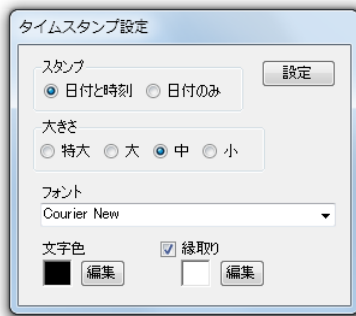 タイムスタンプ設定
スタンプ
設定
日付と時刻 日付のみ
大きさ
特大 大 中 小
フォント
Courier New
文字色 縁取り
編集 編集